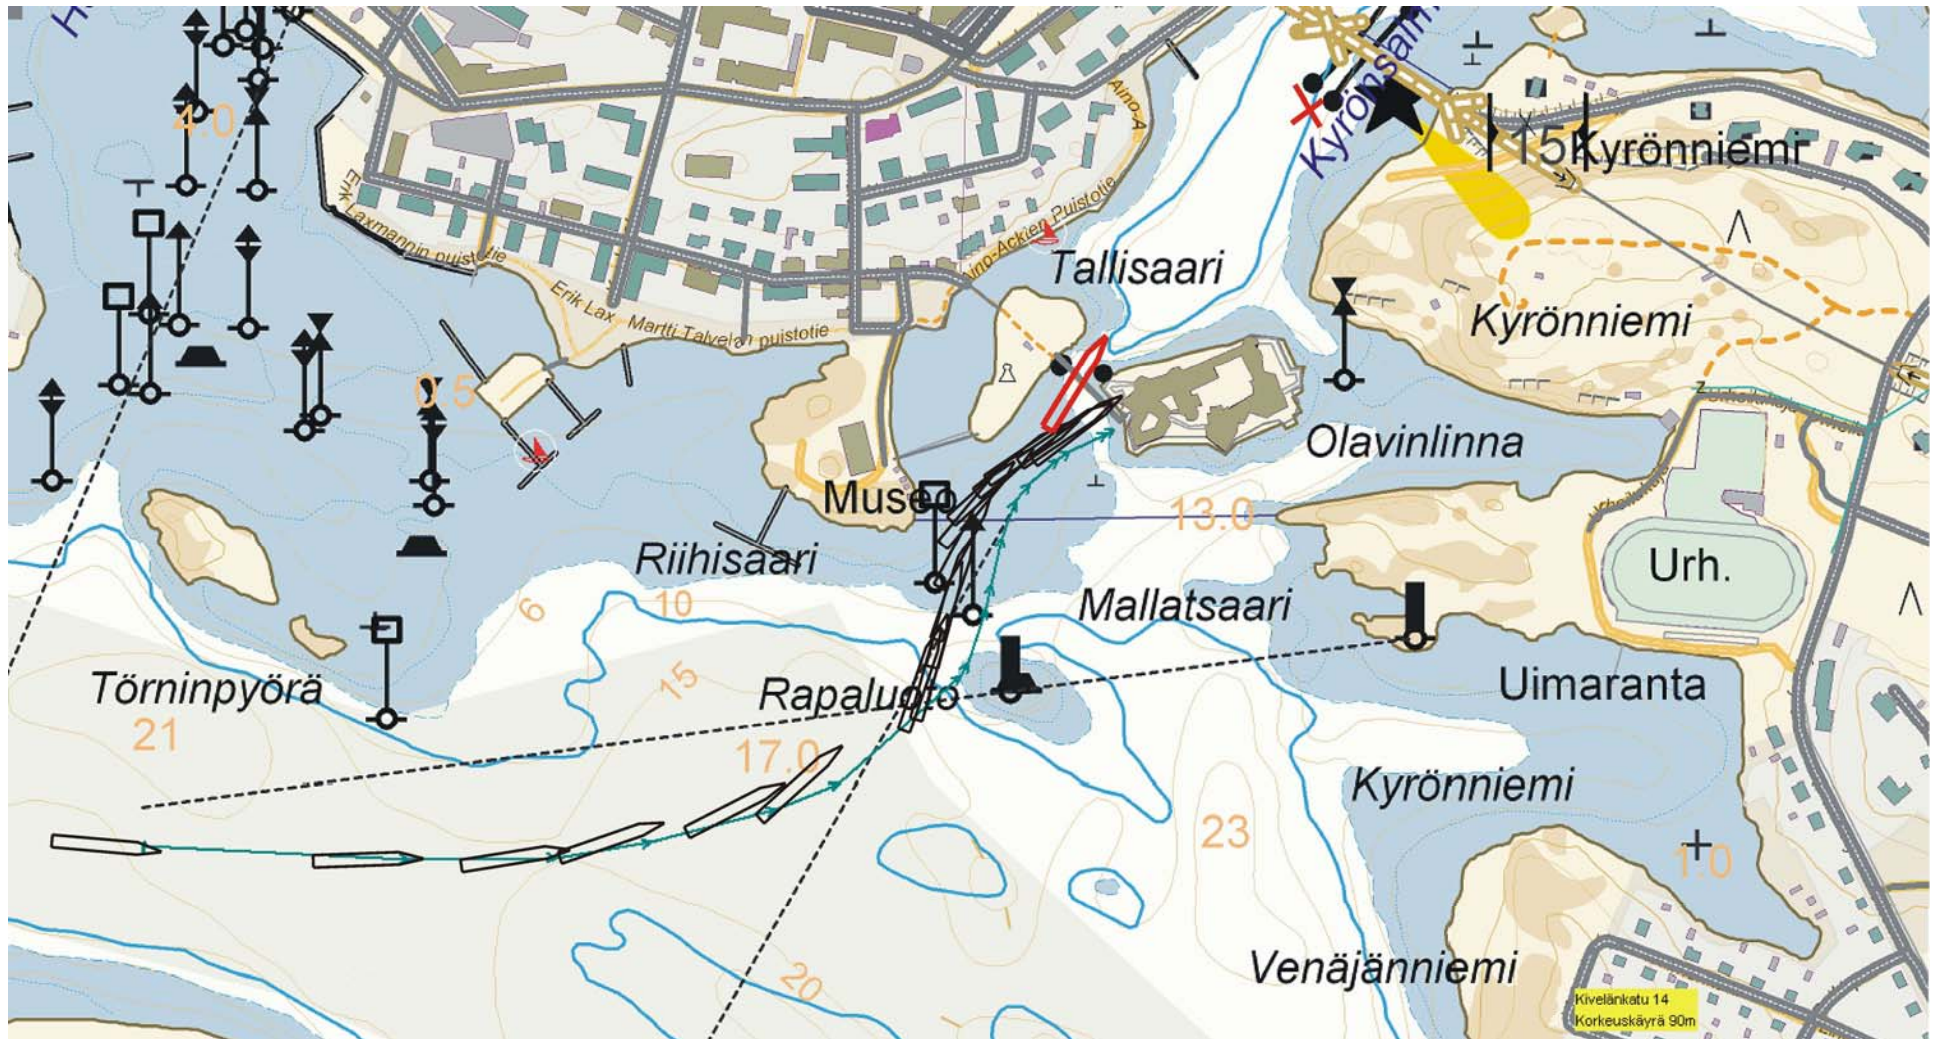 Kyrönsalm
Aino-A
4.0
15
Kyrönniemi
Erik Laxmannin puistotie
Aino-Ackten Puistotie
Tallisaari
Erik Lax
Martti Talvelan puistotie
Kyrönniemi
0.5
Olavinlinna
Museo
13.0
Riihisaari
Urh.
6
10
Mallatsaari
15
Törninpyörä
Rapaluoto
Uimaranta
21
17.0
Kyrönniemi
23
1.0
Venäjänniemi
20
Kivelänkatu 14
Korkeuskäyrä 90m